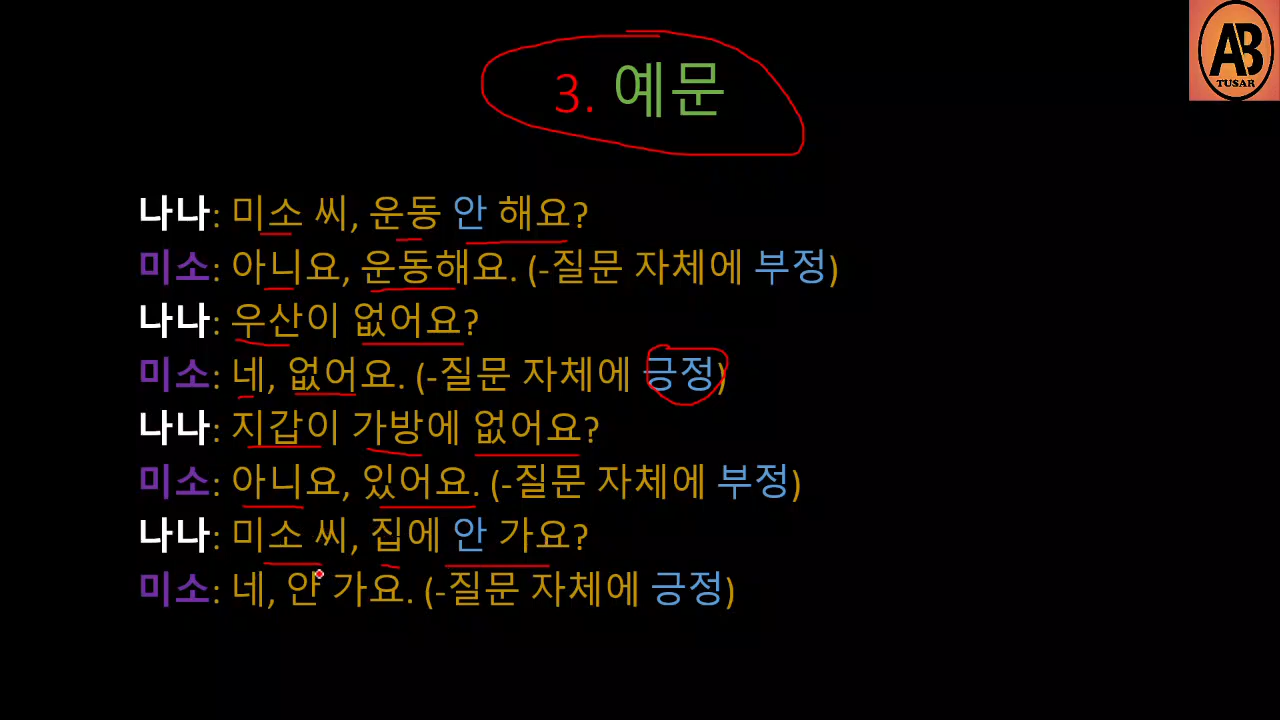 AB
TUSAR
3. 예문
나나: 미소 씨, 운동 안 해요?
미소: 아니요, 운동해요. (-질문 자체에 부정)
나나: 우산이 없어요?
미소: 네, 없어요. (-질문 자체에 긍정)
나나: 지갑이 가방에 없어요?
미소: 아니요, 있어요. (-질문 자체에 부정)
나나: 미소 씨, 집에 안 가요?
미소: 네, 안 가요. (-질문 자체에 긍정)